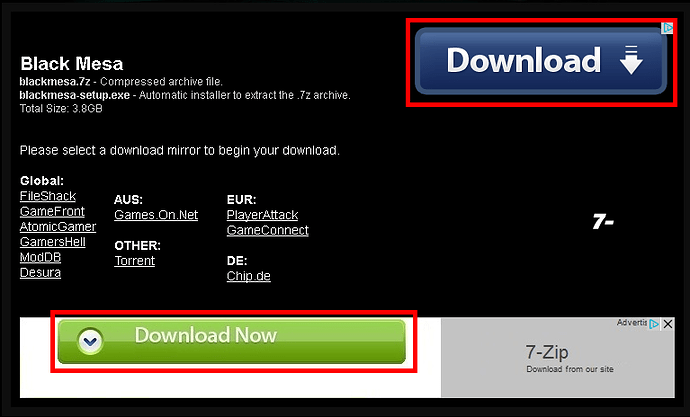 Download
Black Mesa
blackmesa.7z - Compressed archive file.
blackmesa-setup.exe - Automatic installer to extract the .7z archive.
Total Size: 3.8GB
Please select a download mirror to begin your download.
Global:
FileShack
GameFront
AtomicGamer
GamersHell
ModDB
Desura
AUS:
Games.On.Net
OTHER:
Torrent
EUR:
PlayerAttack
GameConnect
DE:
Chip.de
7-
Download Now
Advertis
7-Zip
Download from our site